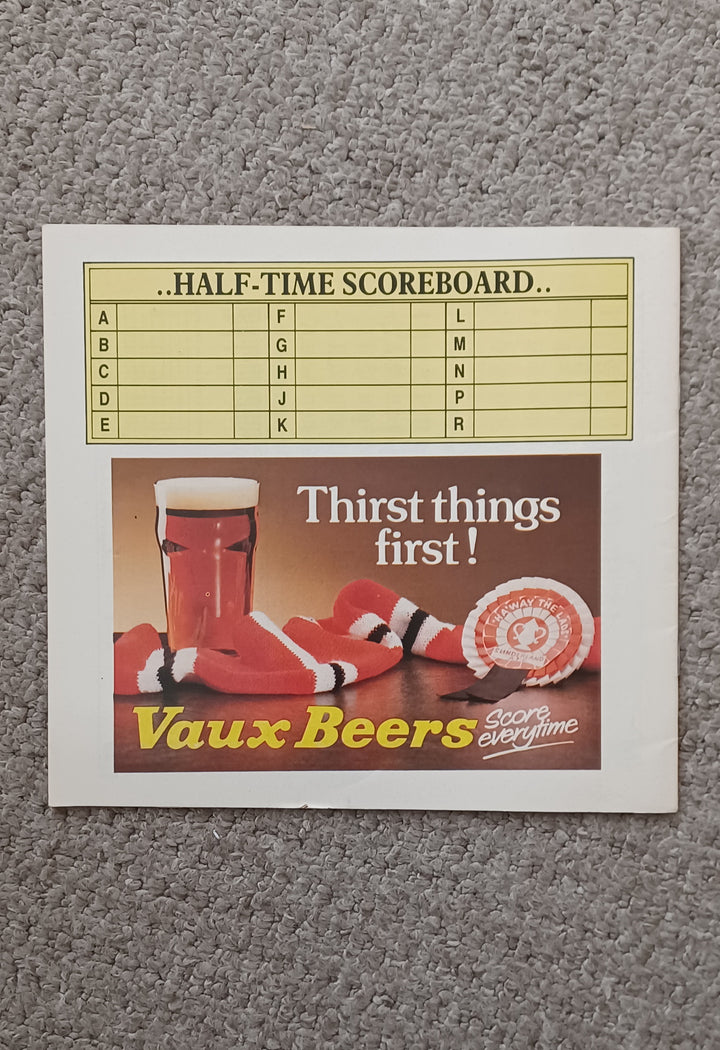 ..HALF-TIME SCOREBOARD..
A F L
B G M
C H N
D J P
E K R
Thirst things
first!
"HA'WAY THE LADS"
SUNDERLAND
Vaux Beers
Score
everytime